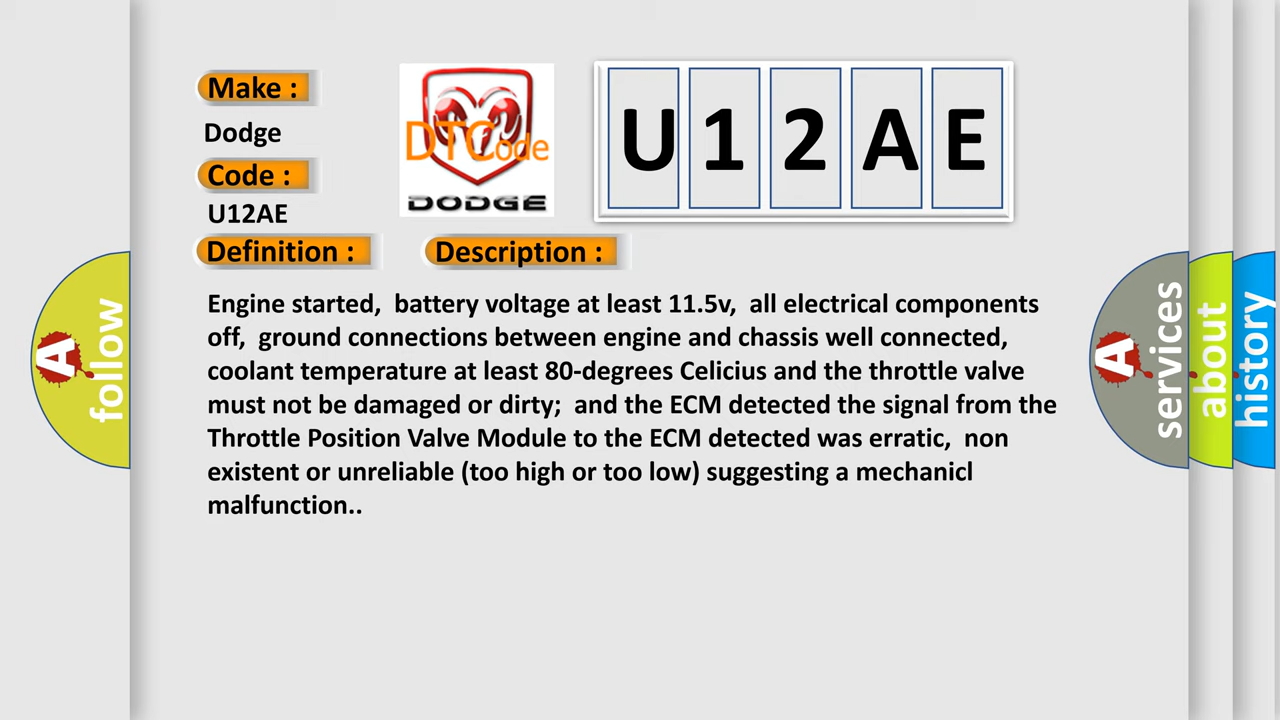 Make :
Dodge
Code :
U12AE
Definition :
Description :
DTCode
DODGE
U12AE
Engine started,  battery voltage at least 11.5v,  all electrical components
off,  ground connections between engine and chassis well connected,
coolant temperature at least 80-degrees Celicius and the throttle valve
must not be damaged or dirty;  and the ECM detected the signal from the
Throttle Position Valve Module to the ECM detected was erratic,  non
existent or unreliable (too high or too low) suggesting a mechanicl
malfunction..
A
follow
A
services
about
history